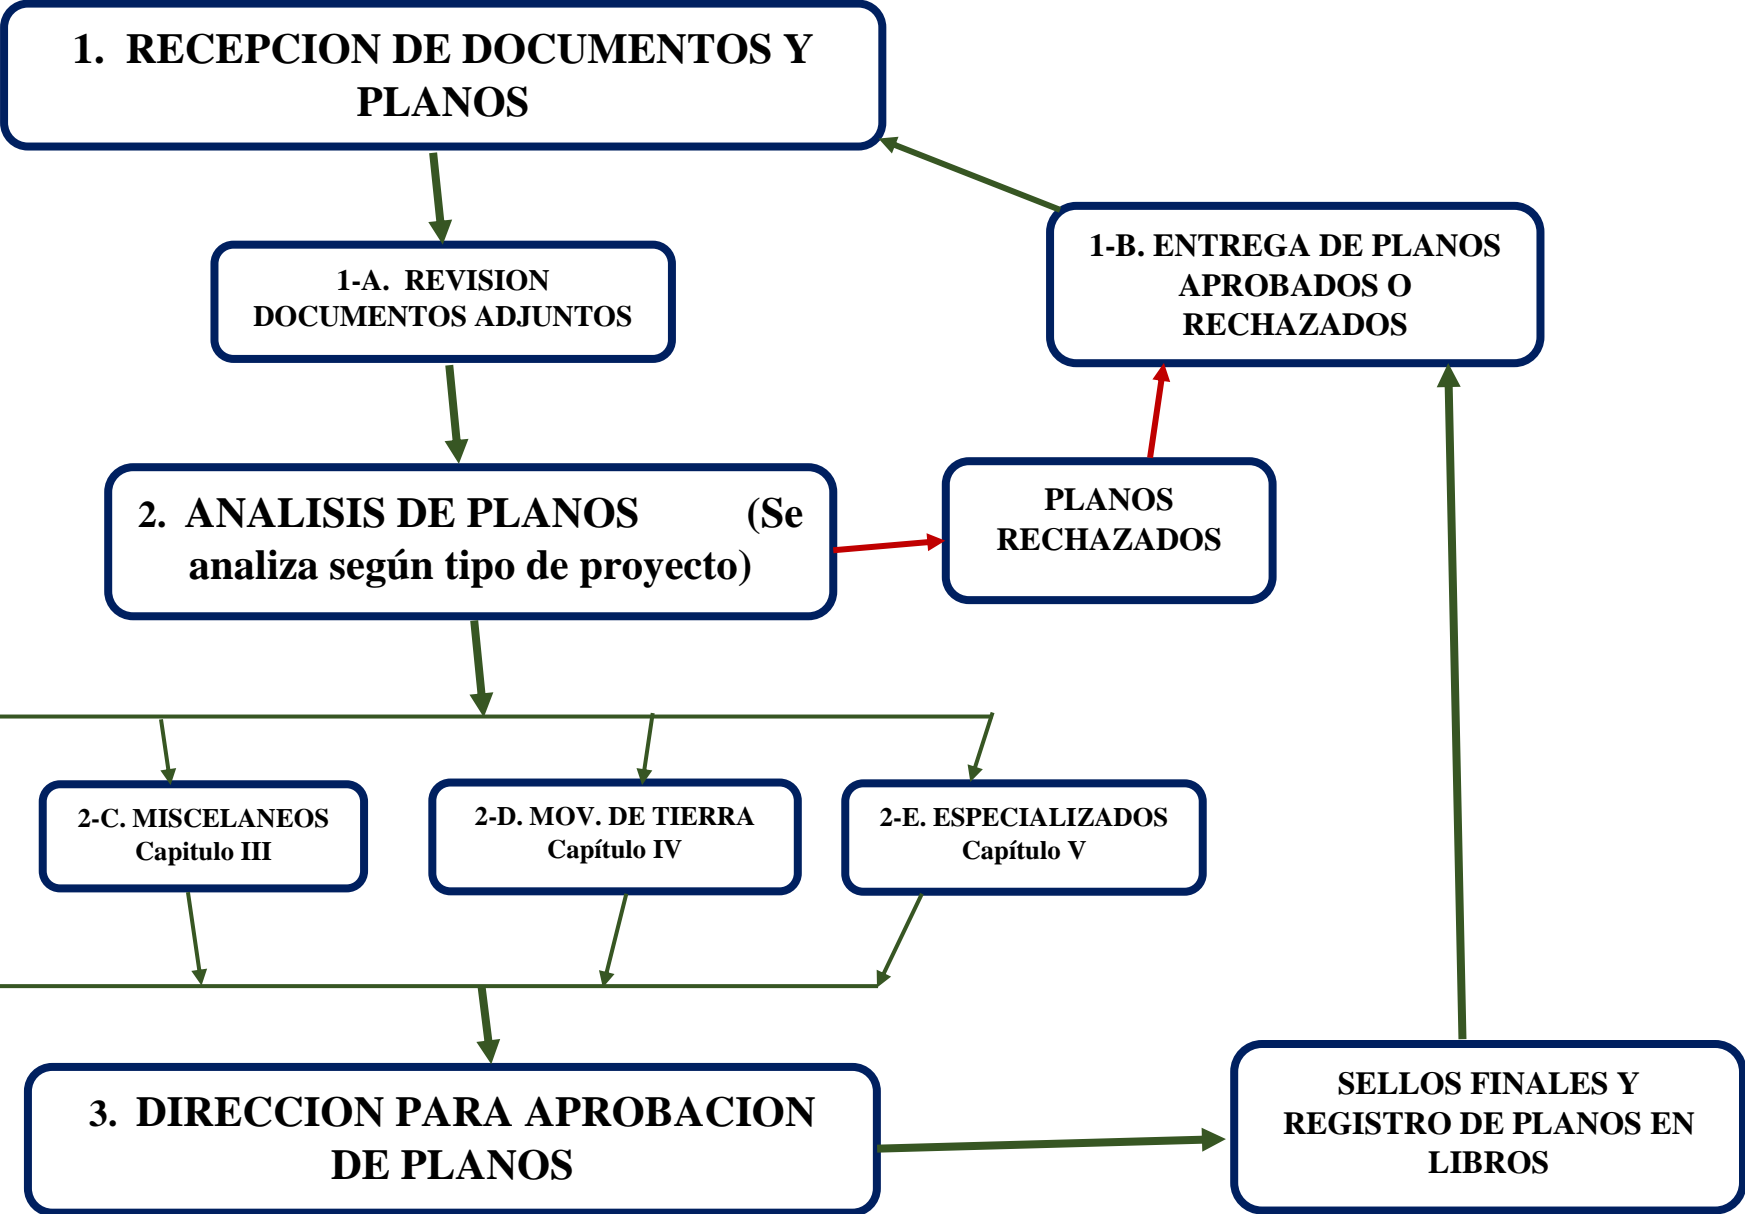 1. RECEPCION DE DOCUMENTOS Y
PLANOS
1-A. REVISION
DOCUMENTOS ADJUNTOS
1-B. ENTREGA DE PLANOS
APROBADOS O
RECHAZADOS
2. ANALISIS DE PLANOS (Se
analiza según tipo de proyecto)
PLANOS
RECHAZADOS
2-C. MISCELANEOS
Capitulo III
2-D. MOV. DE TIERRA
Capítulo IV
2-E. ESPECIALIZADOS
Capítulo V
3. DIRECCION PARA APROBACION
DE PLANOS
SELLOS FINALES Y
REGISTRO DE PLANOS EN
LIBROS